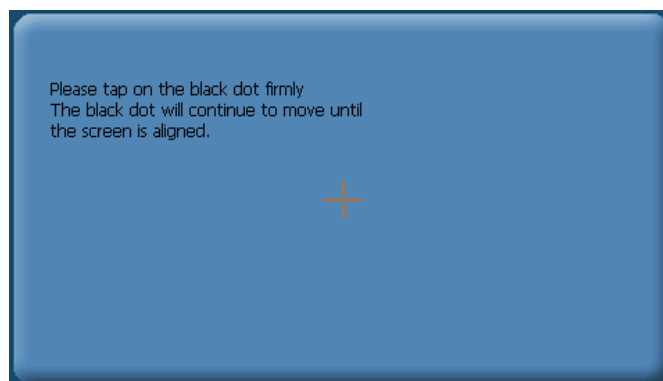 Please tap on the black dot firmly
The black dot will continue to move until
the screen is aligned.